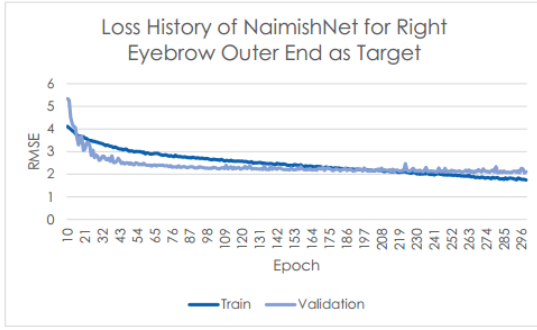 Loss History of NaimishNet for Right
Eyebrow Outer End as Target
6
5
4
3
2
1
0
RMSE
10 21 32 43 54 65 76 87 98 109 120 131 142 153 164 175 186 197 208 219 230 241 252 263 274 285 296
Epoch
Train Validation